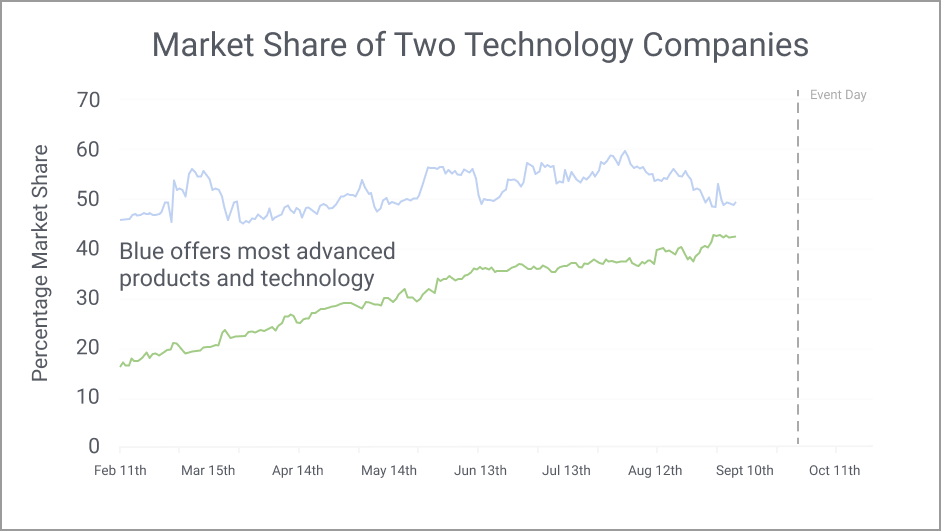 Market Share of Two Technology Companies
Event Day
Percentage Market Share
70
60
50
40
30
20
10
0
Blue offers most advanced
products and technology
Feb 11th Mar 15th Apr 14th May 14th Jun 13th Jul 13th Aug 12th Sept 10th Oct 11th